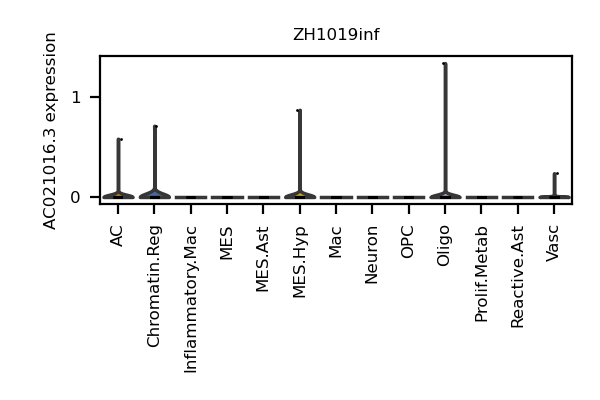 ZH1019inf
AC021016.3 expression
1
0
AC
Chromatin.Reg
Inflammatory.Mac
MES
MES.Ast
MES.Hyp
Mac
Neuron
OPC
Oligo
Prolif.Metab
Reactive.Ast
Vasc